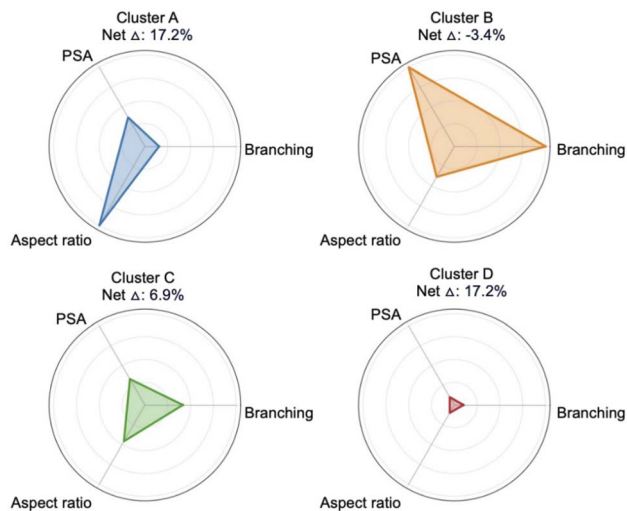 Cluster A
Net △: 17.2%
PSA
Branching
Aspect ratio
Cluster B
Net △: -3.4%
PSA
Branching
Aspect ratio
Cluster C
Net △: 6.9%
PSA
Branching
Aspect ratio
Cluster D
Net △: 17.2%
PSA
Branching
Aspect ratio